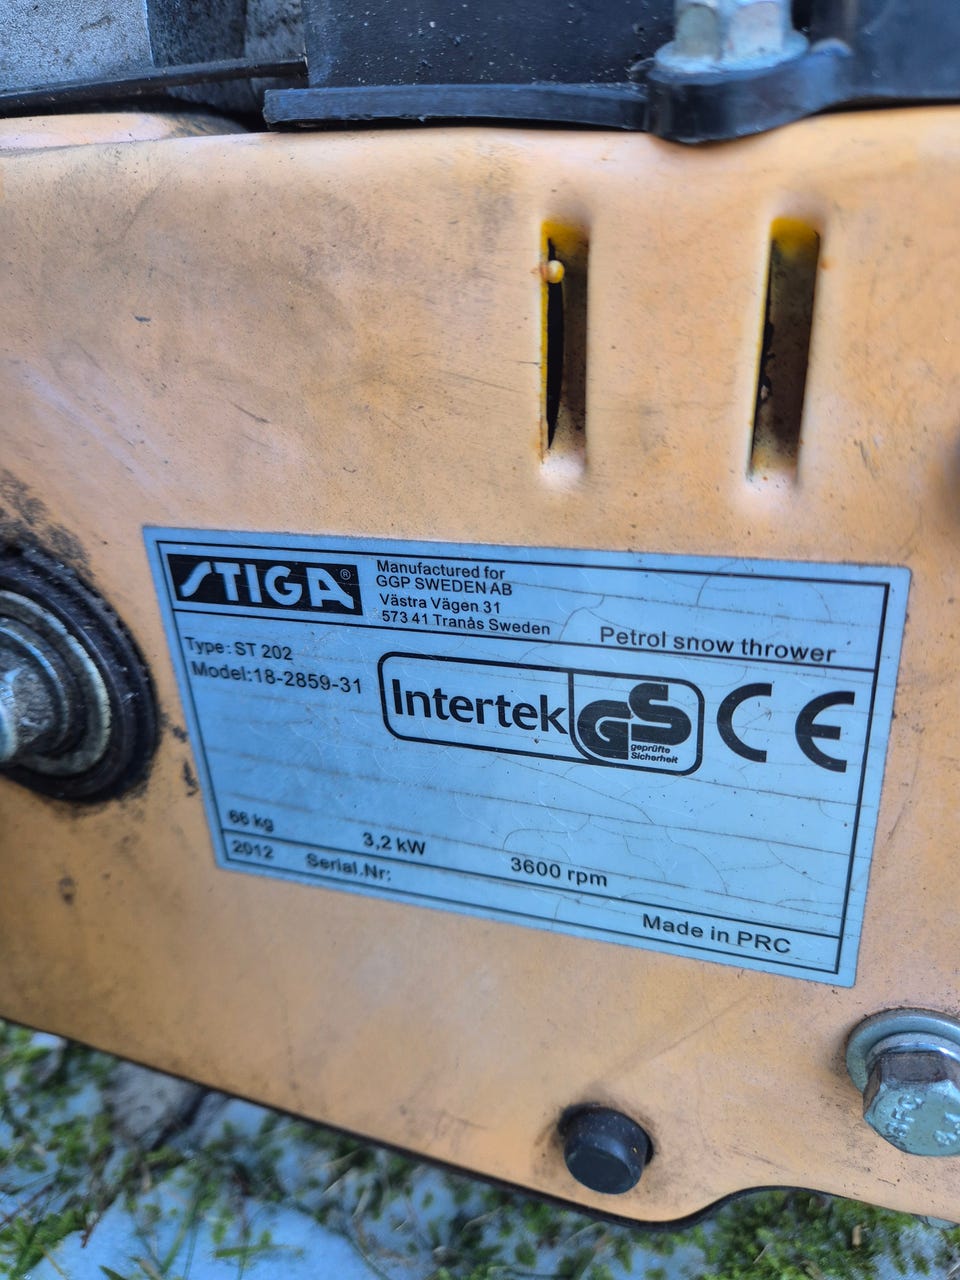 STIGA®
Manufactured for
GGP SWEDEN AB
Västra Vägen 31
573 41 Tranås Sweden
Petrol snow thrower
Type: ST 202
Model:18-2859-31
Intertek GS
geprüfte
Sicherheit
CE
66 kg 3,2 kW 3600 rpm
2012 Serial.Nr:
Made in PRC